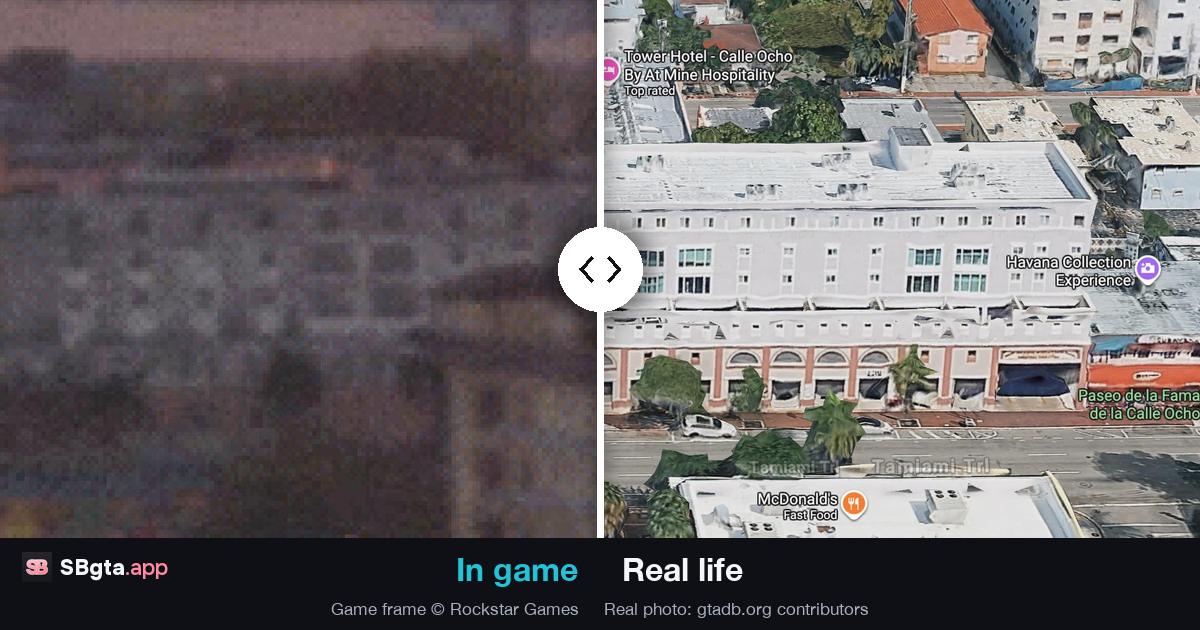 Tower Hotel - Calle Ocho
By At Mine Hospitality
Top rated
Havana Collection
Experience
Paseo de la Fama
de la Calle Ocho
Tamiami Trl
Tamiami Trl
McDonald's
Fast Food
SBgta.app
In game
Real life
Game frame © Rockstar Games
Real photo: gtadb.org contributors